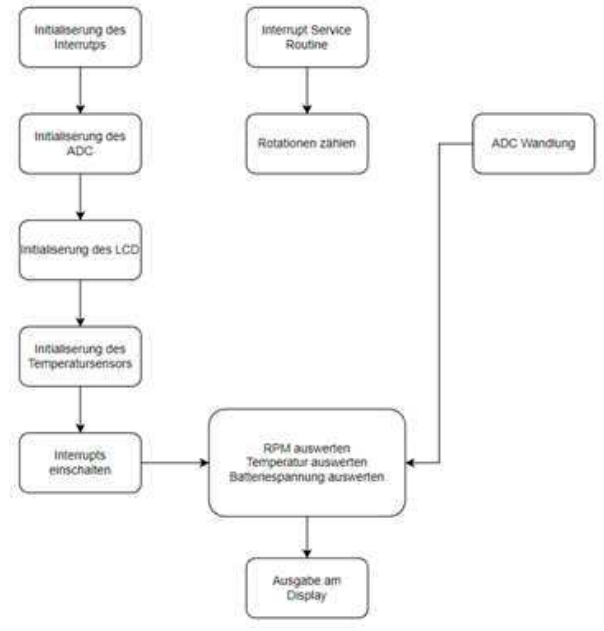 Initialiserung des
Interrutps
Interrupt Service
Routine
Initialiserung des
ADC
Rotationen zählen
ADC Wandlung
Initialiserung des LCD
Initialiserung des
Temperatursensors
Interrupts
einschalten
RPM auswerten
Temperatur auswerten
Batteriespannung auswerten
Ausgabe am
Display